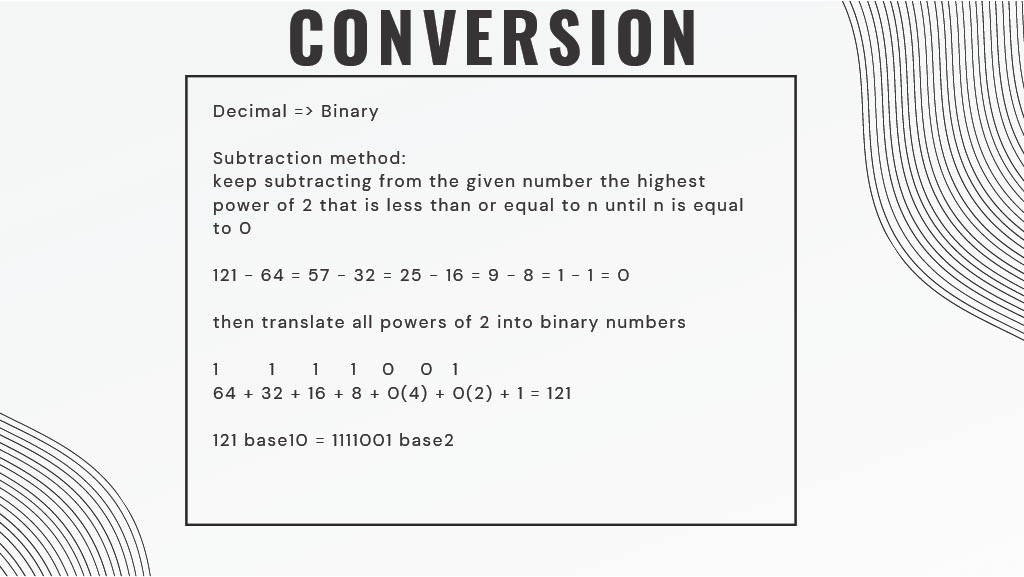 CONVERSION
Decimal => Binary
Subtraction method:
keep subtracting from the given number the highest
power of 2 that is less than or equal to n until n is equal
to 0
121 - 64 = 57 - 32 = 25 - 16 = 9 - 8 = 1 - 1 = 0
then translate all powers of 2 into binary numbers
1 1 1 1 0 0 1
64 + 32 + 16 + 8 + 0(4) + 0(2) + 1 = 121
121 base10 = 1111001 base2